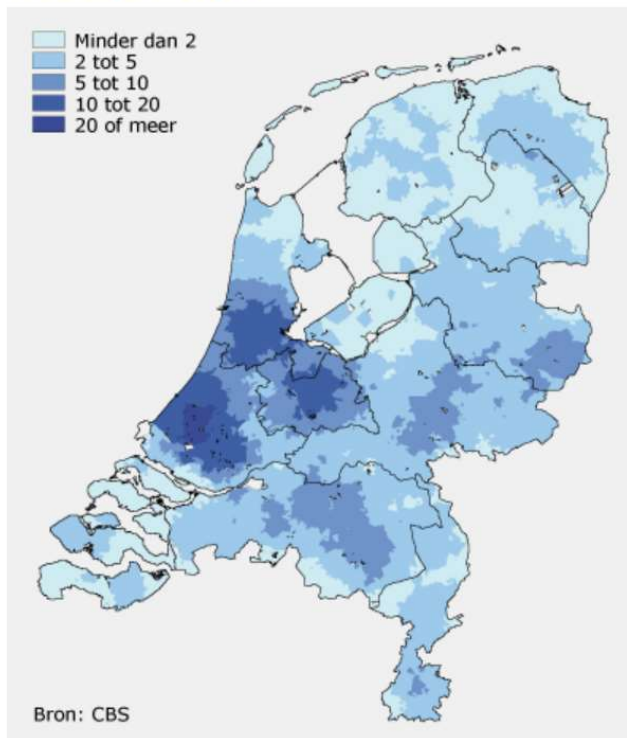 Minder dan 2
2 tot 5
5 tot 10
10 tot 20
20 of meer
Bron: CBS